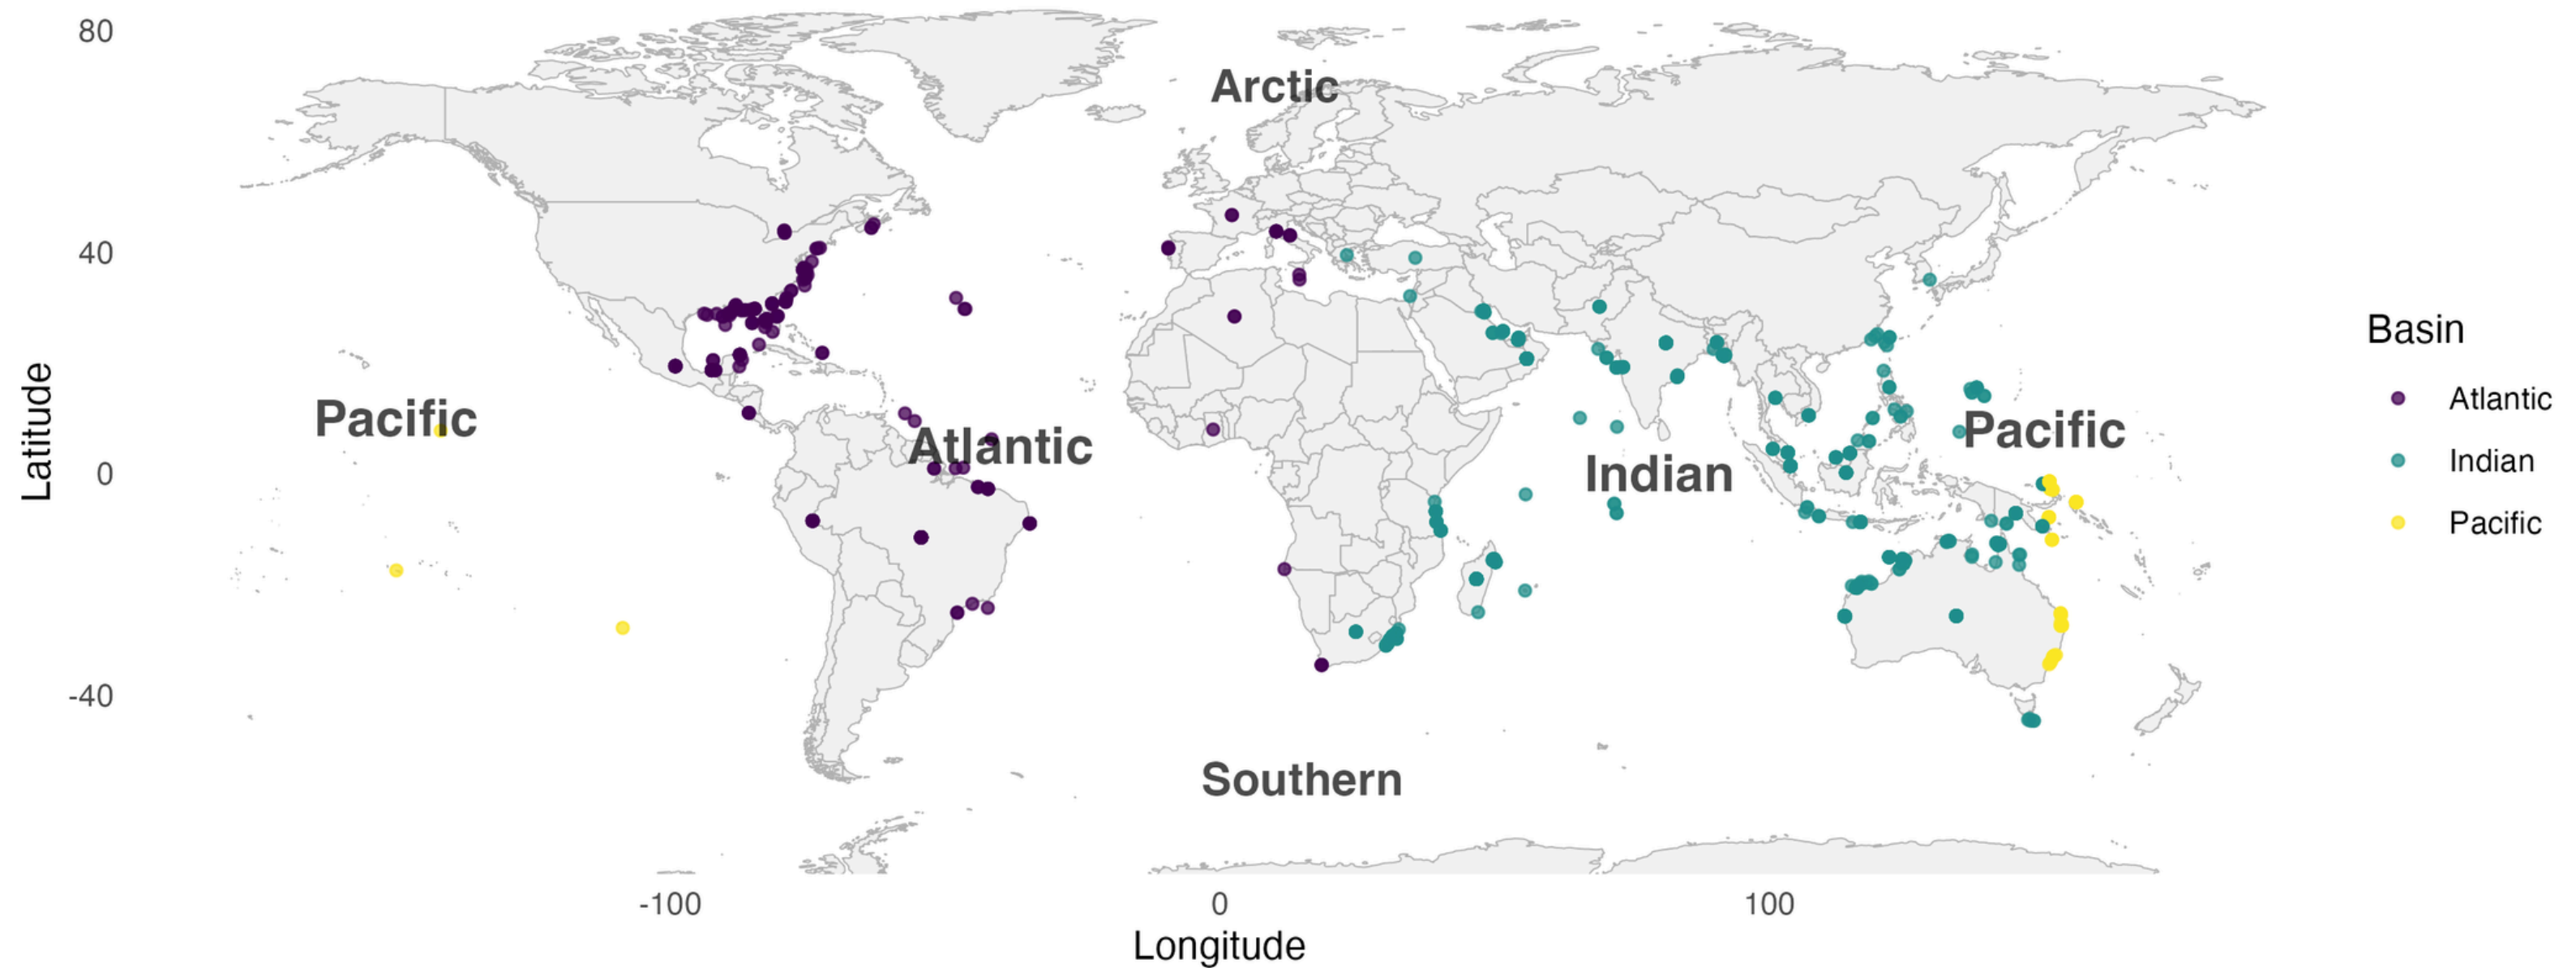 80
40
0
-40
Latitude
Arctic
Pacific
Atlantic
Indian
Pacific
Southern
-100
0
100
Longitude
Basin
Atlantic
Indian
Pacific